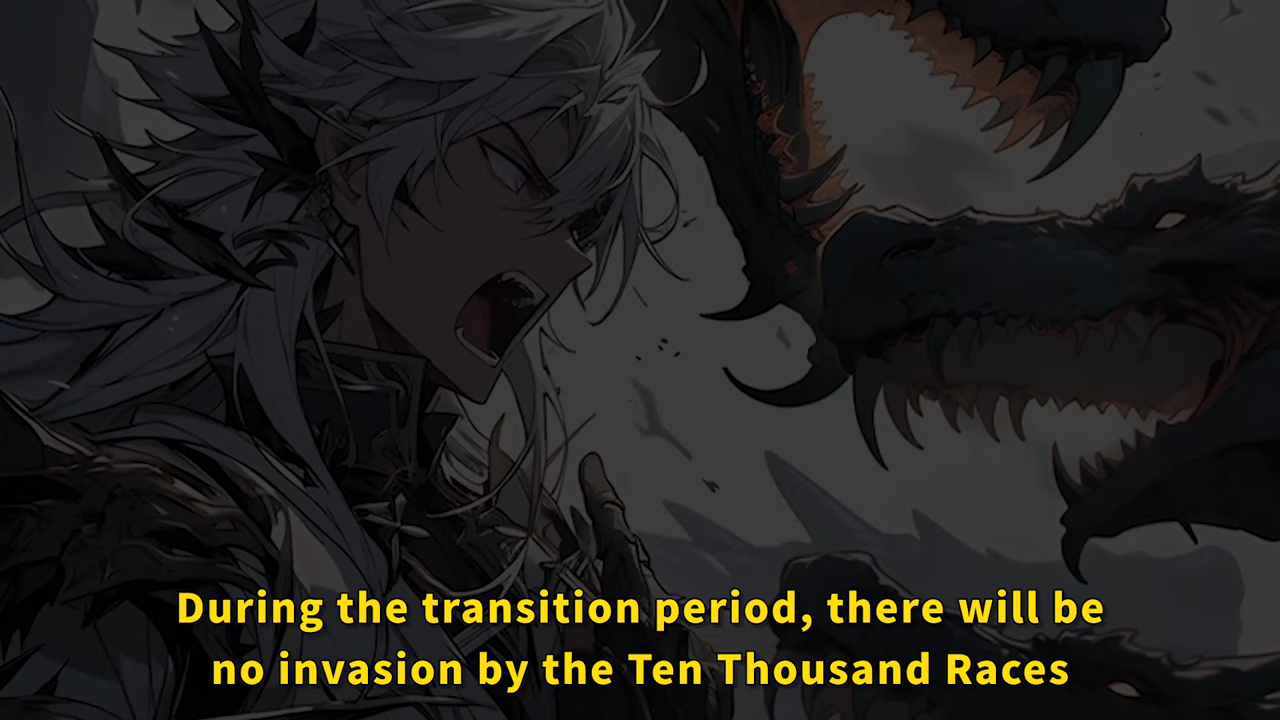 During the transition period, there will be
no invasion by the Ten Thousand Races